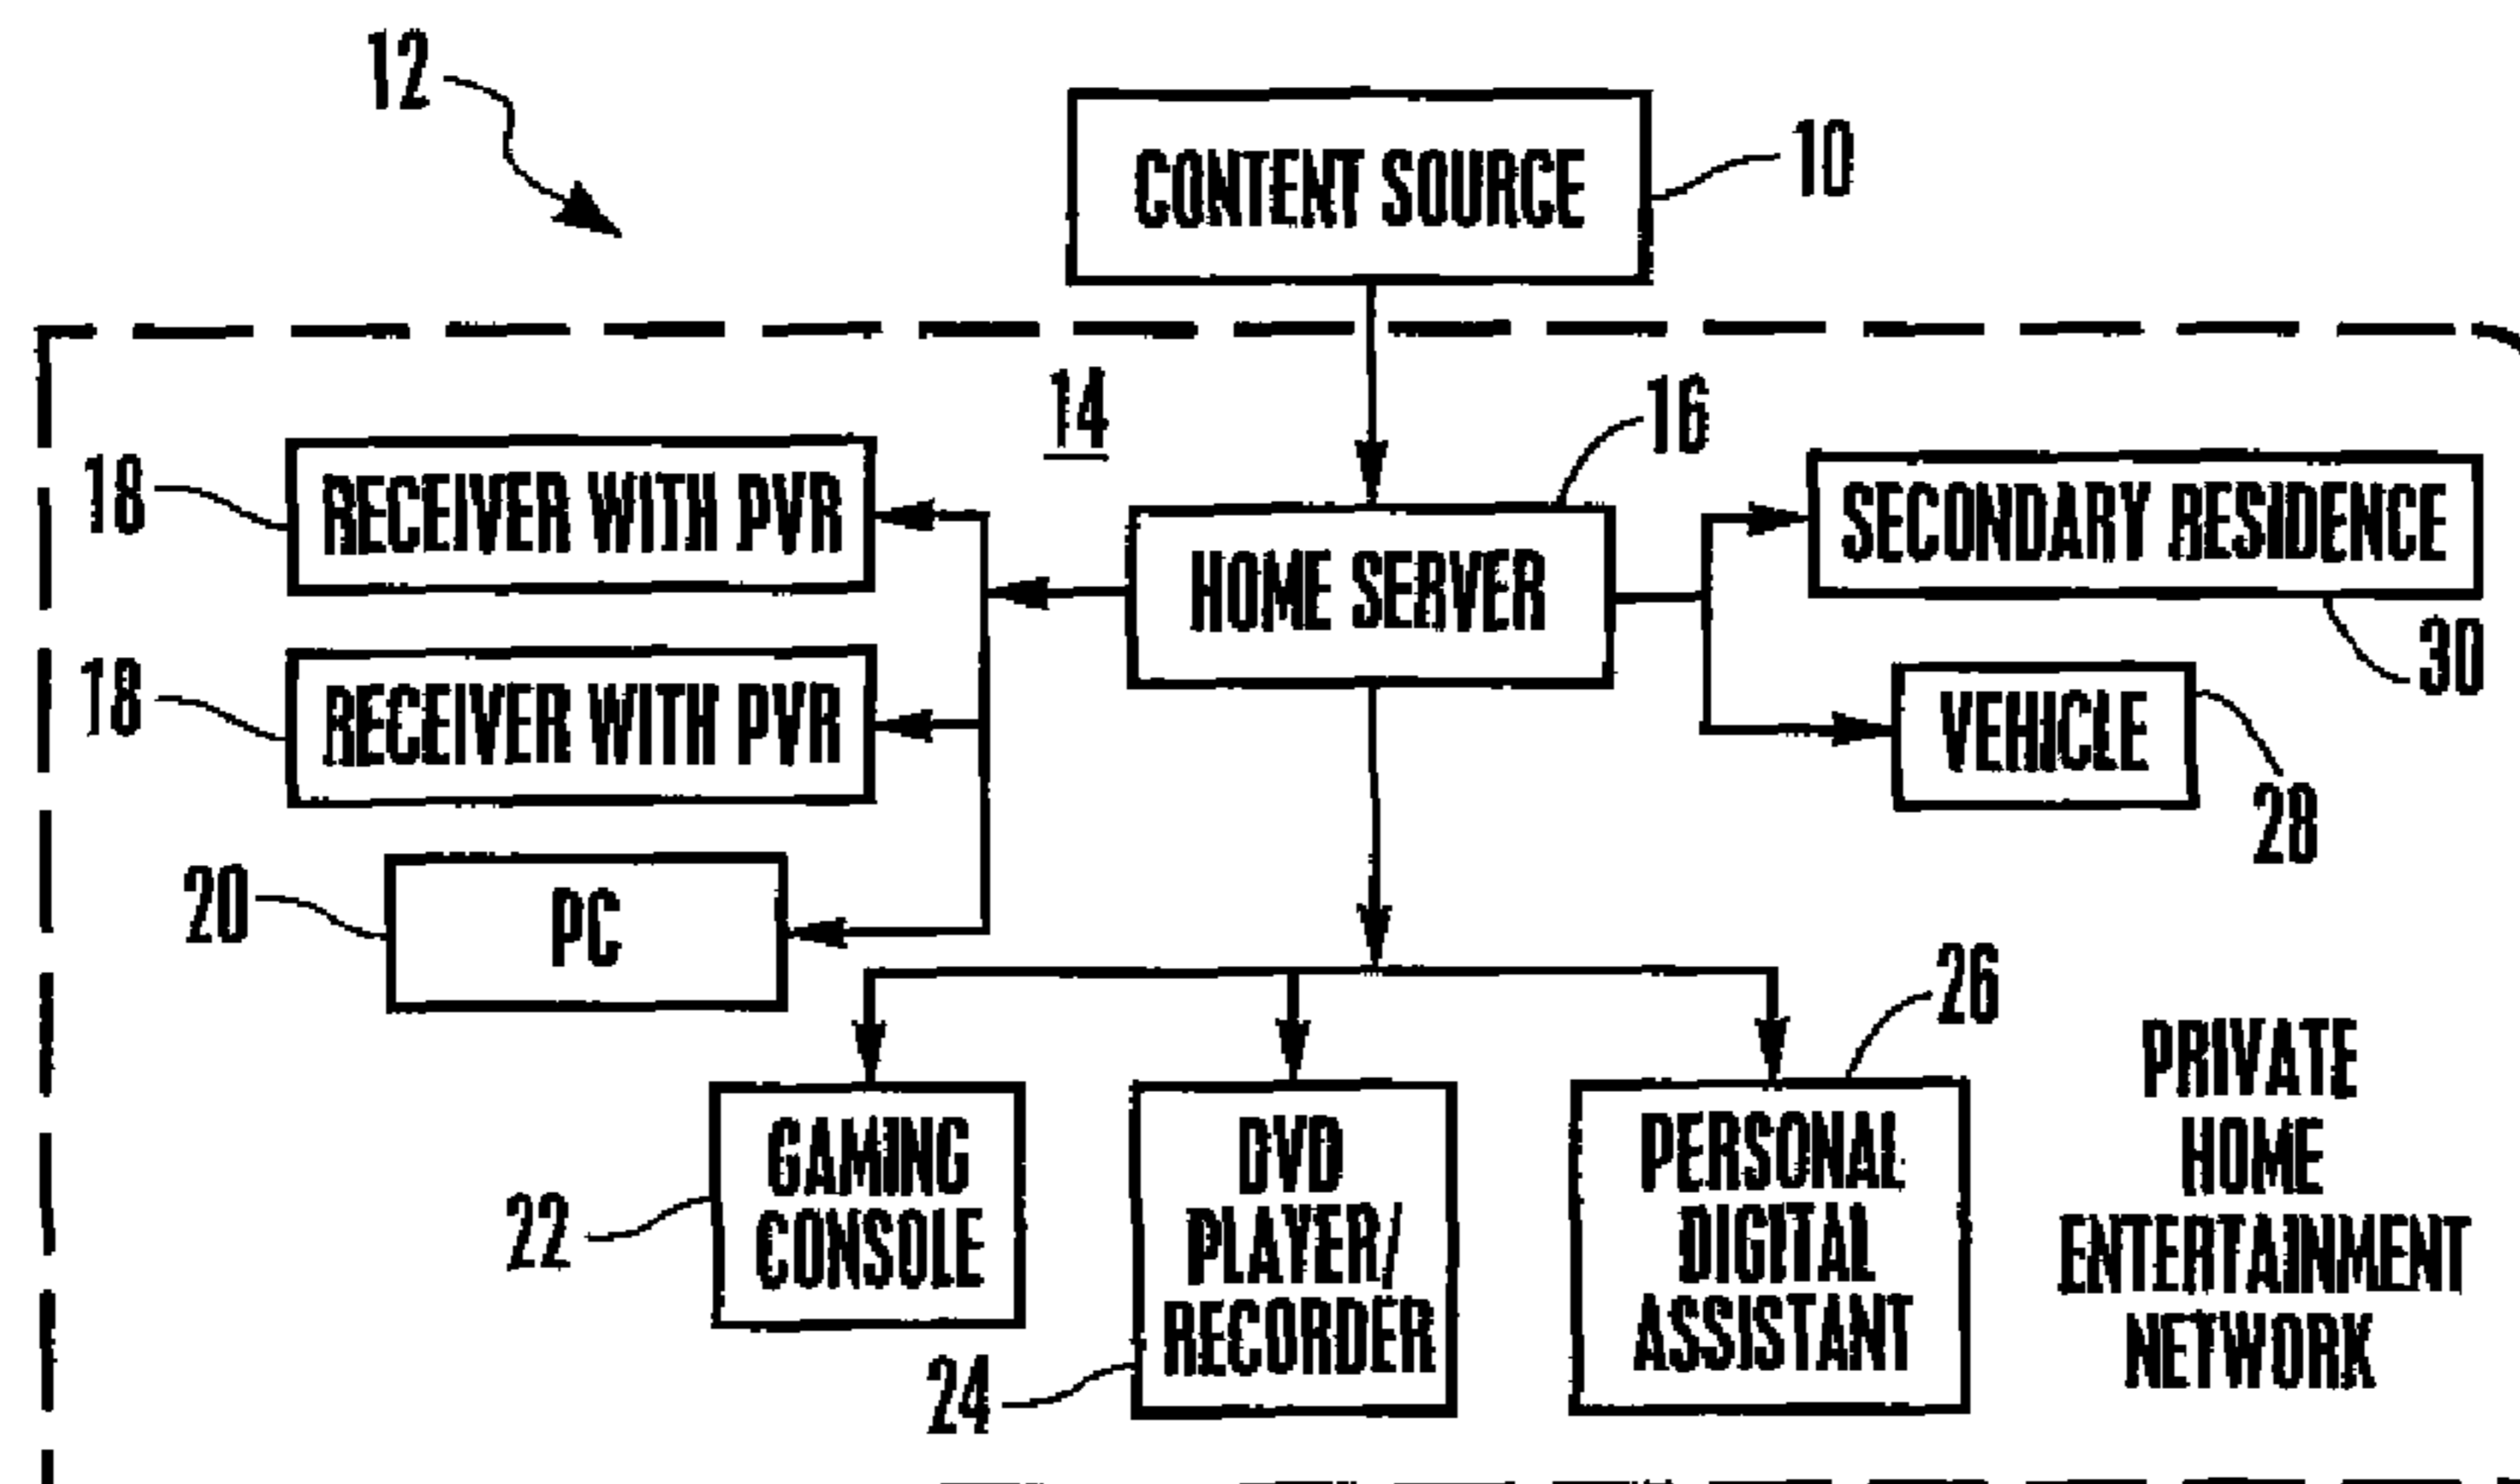 12
CONTENT SOURCE
10
14
16
18
RECEIVER WITH PVR
HOME SERVER
SECONDARY RESIDENCE
30
18
RECEIVER WITH PVR
VEHICLE
28
20
PC
26
GAMING
CONSOLE
22
DVD
PLAYER/
RECORDER
24
PERSONAL
DIGITAL
ASSISTANT
PRIVATE
HOME
ENTERTAINMENT
NETWORK